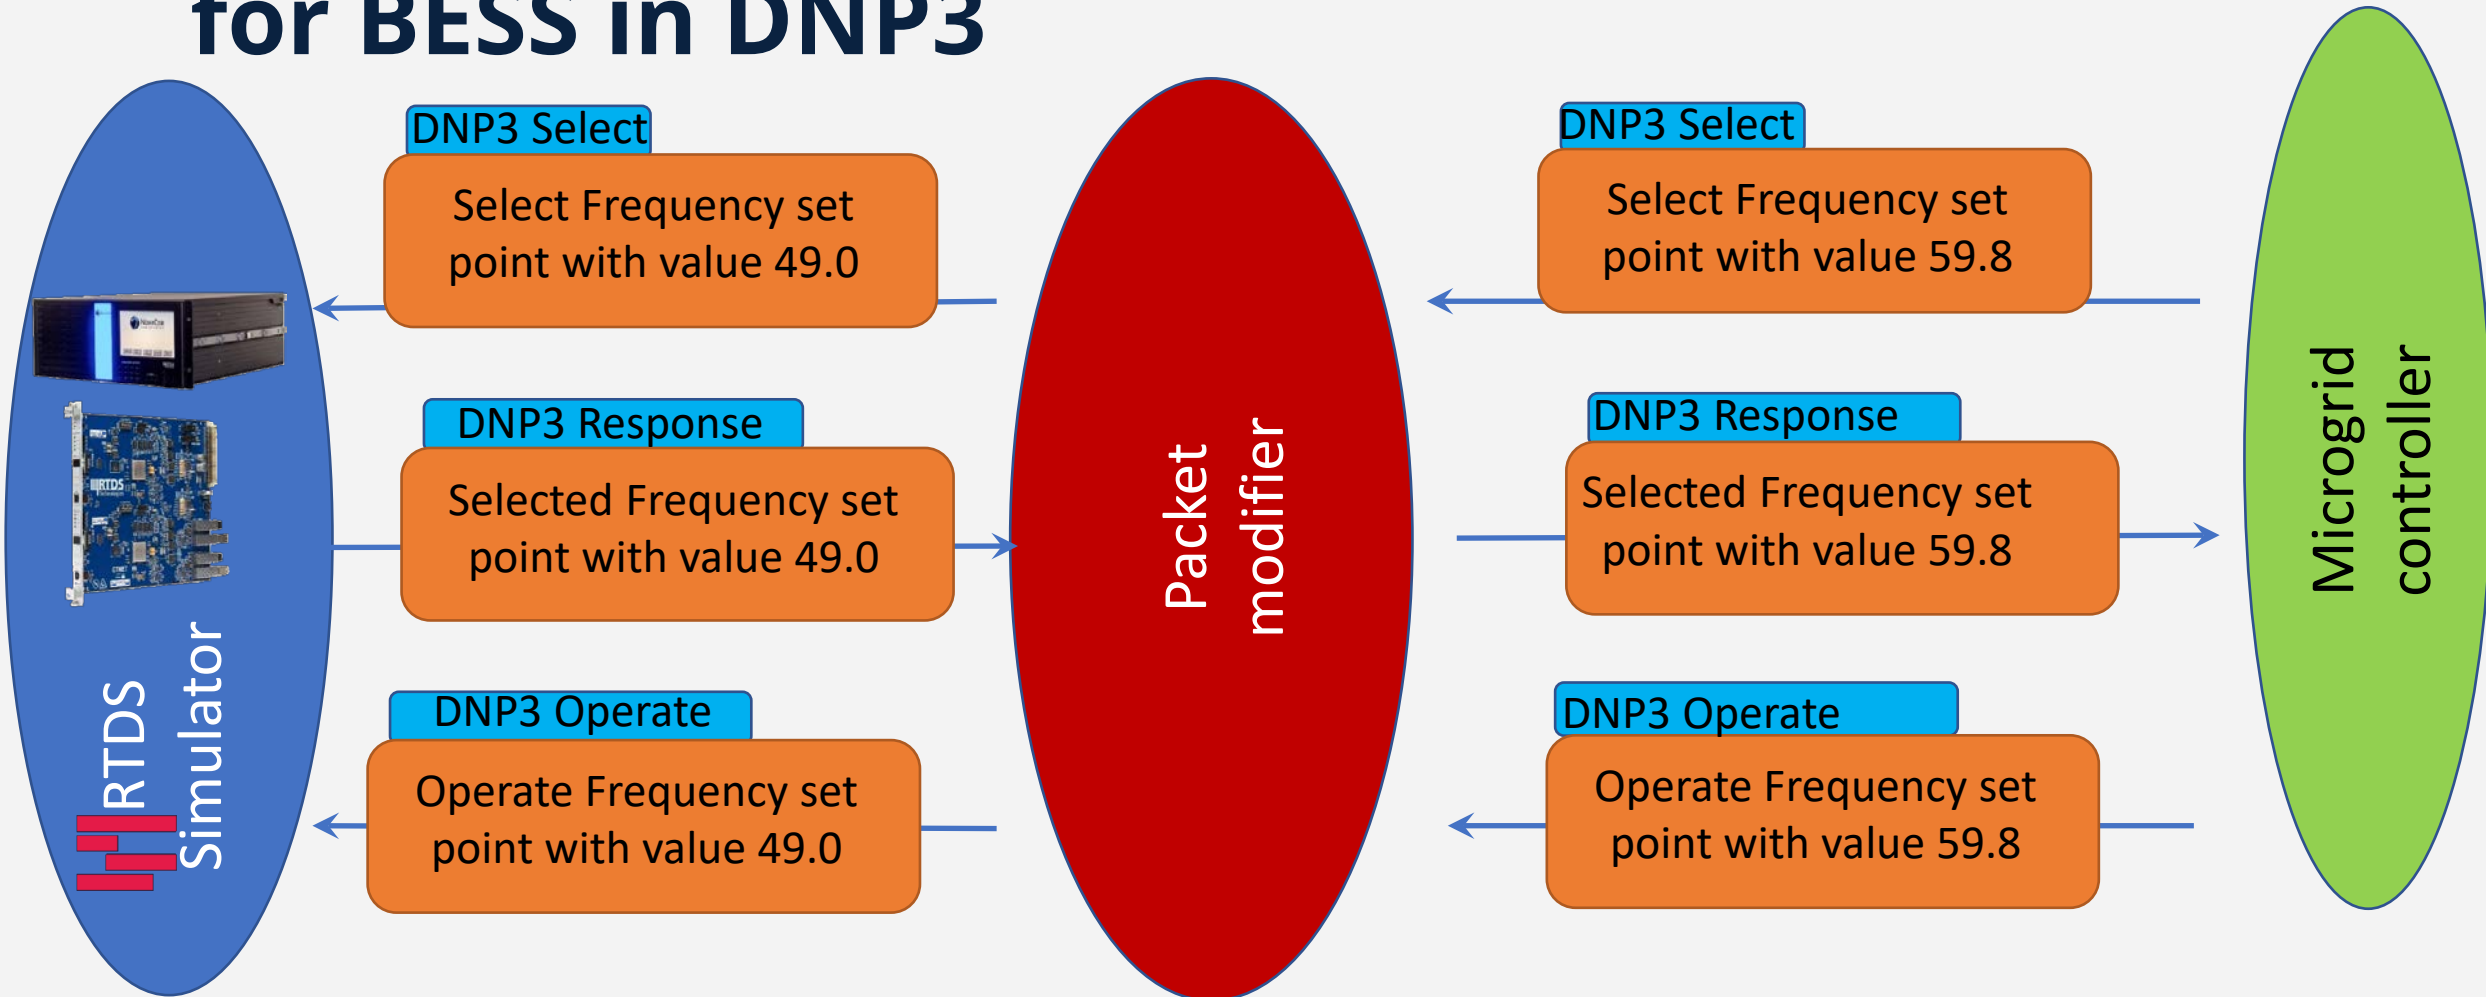 for BESS in DNP3
DNP3 Select
Select Frequency set
point with value 49.0
DNP3 Select
Select Frequency set
point with value 59.8
DNP3 Response
Selected Frequency set
point with value 49.0
DNP3 Response
Selected Frequency set
point with value 59.8
DNP3 Operate
Operate Frequency set
point with value 49.0
DNP3 Operate
Operate Frequency set
point with value 59.8
NovaCor
RTDS
RTDS
Simulator
Packet
modifier
Microgrid
controller